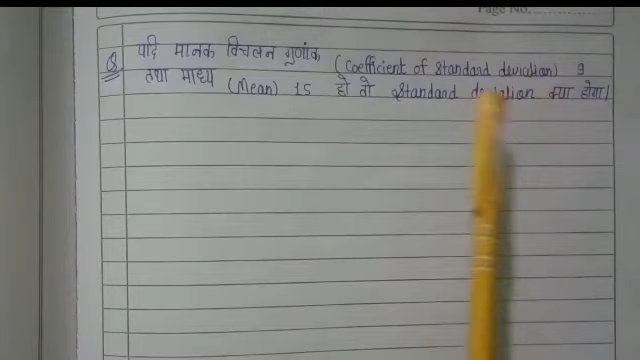 Page No.
Q यदि मानक विचलन गुणांक (Coefficient of standard deviation) 9
तथा माध्य (Mean) 15 हो तो standard deviation क्या होगा।